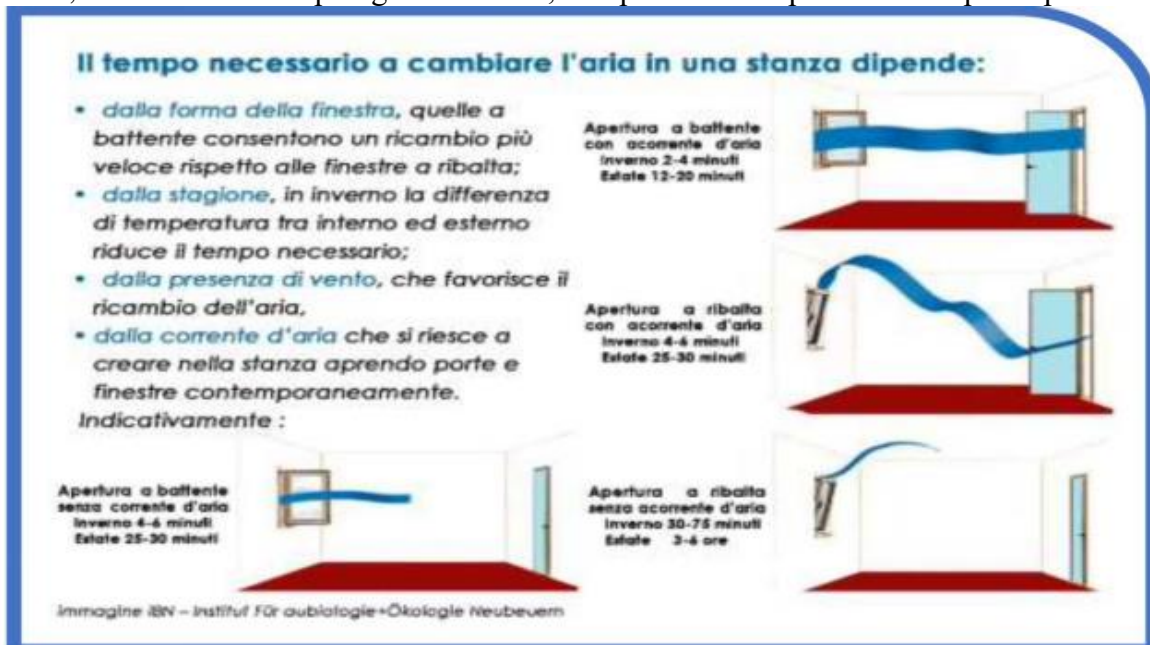 Il tempo necessario a cambiare l'aria in una stanza dipende:
• dalla forma della finestra, quelle a
battente consentono un ricambio più
veloce rispetto alle finestre a ribalta;
• dalla stagione, in inverno la differenza
di temperatura tra interno ed esterno
riduce il tempo necessario;
• dalla presenza di vento, che favorisce il
ricambio dell'aria,
• dalla corrente d'aria che si riesce a
creare nella stanza aprendo porte e
finestre contemporaneamente.
Indicativamente :
Apertura a battente
con acorrente d'aria
Inverno 2-4 minuti
Estate 12-20 minuti
Apertura a ribalta
con acorrente d'aria
Inverno 4-6 minuti
Estate 25-30 minuti
Apertura a battente
senza corrente d'aria
Inverno 4-6 minuti
Estate 25-30 minuti
Apertura a ribalta
senza acorrente d'aria
Inverno 30-75 minuti
Estate 3-6 ore
immagine IBN – Institut Für aubiologie+Ökologie Neubeuern